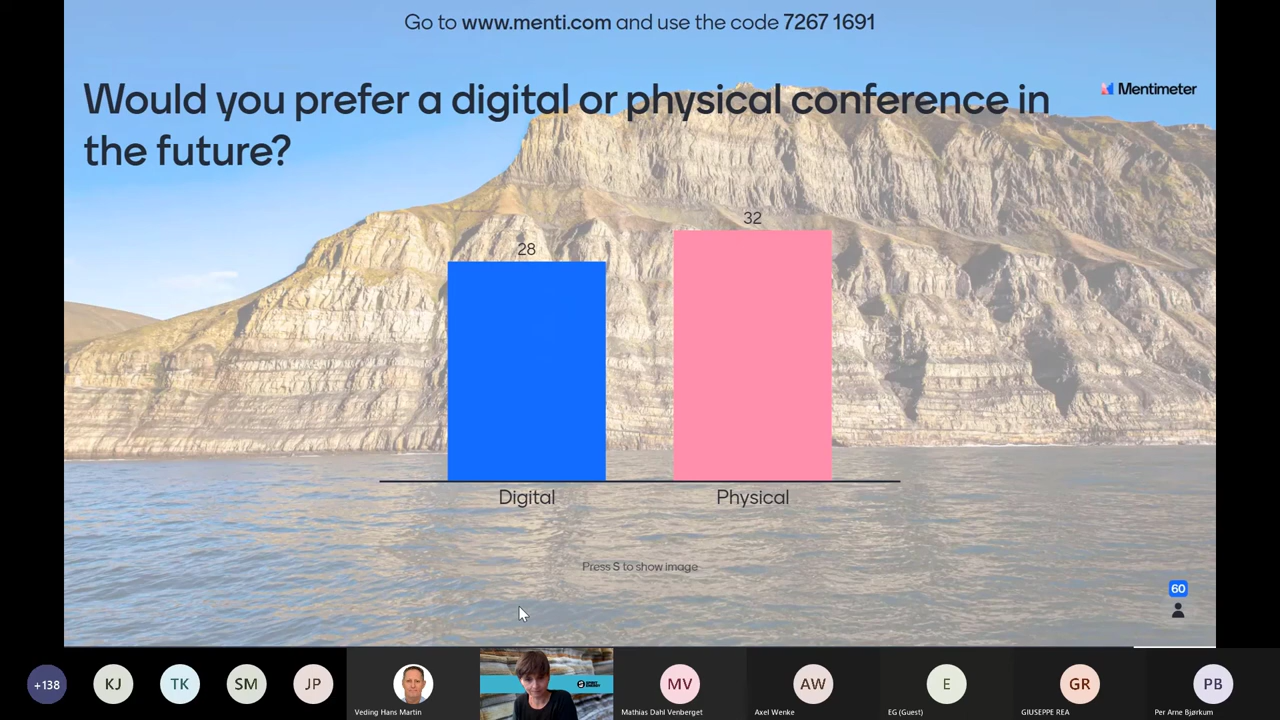 Go to www.menti.com and use the code 7267 1691
Would you prefer a digital or physical conference in
the future?
Mentimeter
28
32
Digital
Physical
Press S to show image
60
+138
KJ
TK
SM
JP
MV
AW
E
GR
PB
Veding Hans Martin
Mathias Dahl Venberget
Axel Wenke
EG (Guest)
GIUSEPPE REA
Per Arne Bjørkum